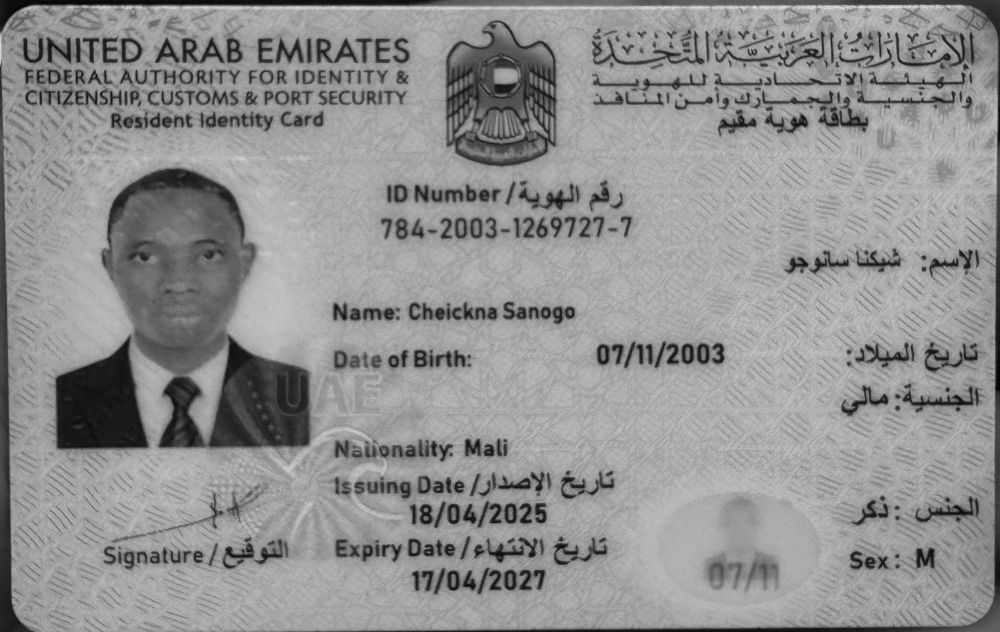 UNITED ARAB EMIRATES
FEDERAL AUTHORITY FOR IDENTITY &
CITIZENSHIP, CUSTOMS & PORT SECURITY
Resident Identity Card
الإمارات العربية المتحدة
الهيئة الاتحادية للهوية
والجنسية والجمارك وأمن المنافذ
بطاقة هوية مقيم
ID Number / رقم الهوية
784-2003-1269727-7
الإسم: شيكنا سانوجو
Name: Cheickna Sanogo
Date of Birth: 07/11/2003 تاريخ الميلاد:
الجنسية: مالي
UAE
Nationality: Mali
Issuing Date / تاريخ الإصدار
18/04/2025
الجنس: ذكر
Expiry Date / تاريخ الانتهاء
17/04/2027
Sex: M
Signature / التوقيع
07/11